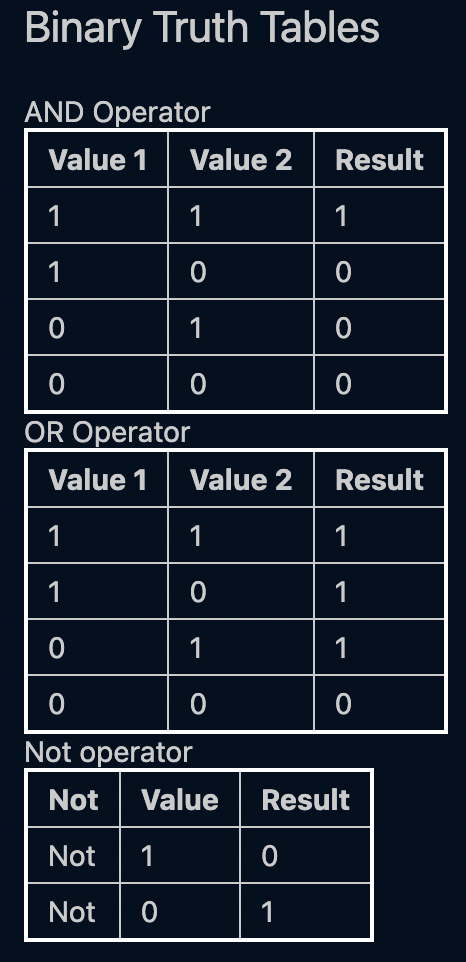 Binary Truth Tables
AND Operator
Value 1 Value 2 Result
1 1 1
1 0 0
0 1 0
0 0 0
OR Operator
Value 1 Value 2 Result
1 1 1
1 0 1
0 1 1
0 0 0
Not operator
Not Value Result
Not 1 0
Not 0 1